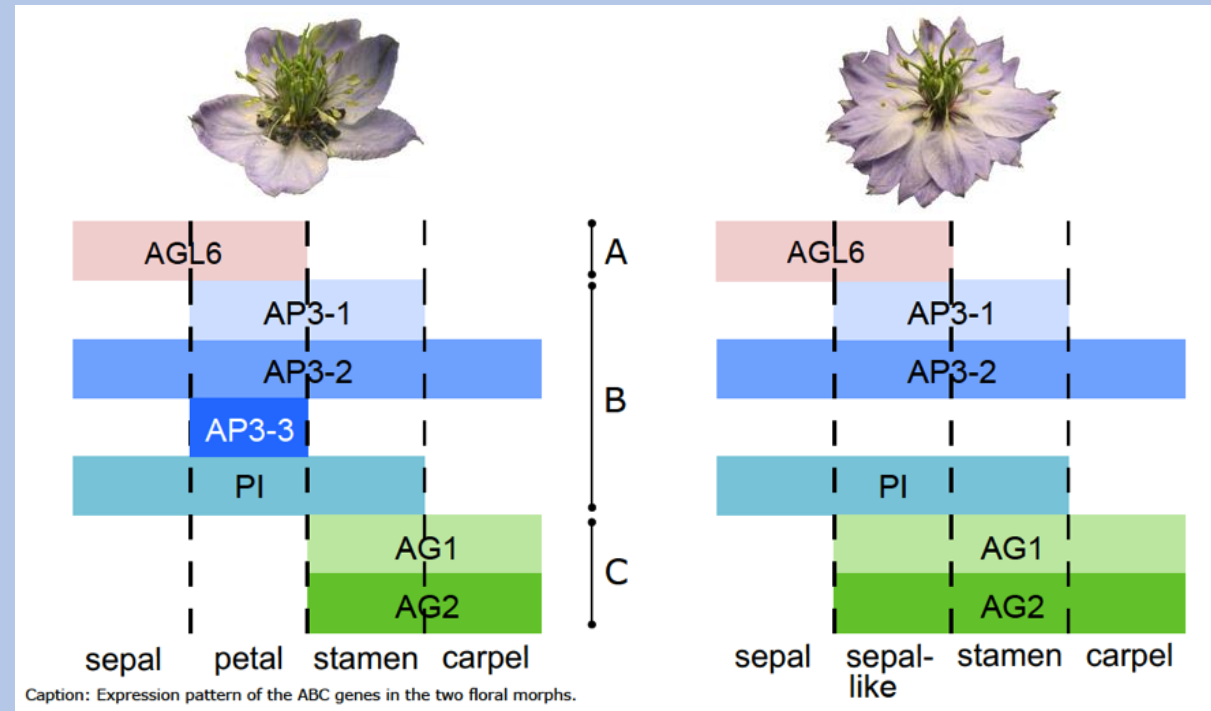 AGL6 A AGL6
AP3-1 AP3-1
AP3-2 AP3-2
B
AP3-3
PI PI
AG1 AG1
C
AG2 AG2
sepal petal stamen carpel sepal sepal- stamen carpel
like
Caption: Expression pattern of the ABC genes in the two floral morphs.